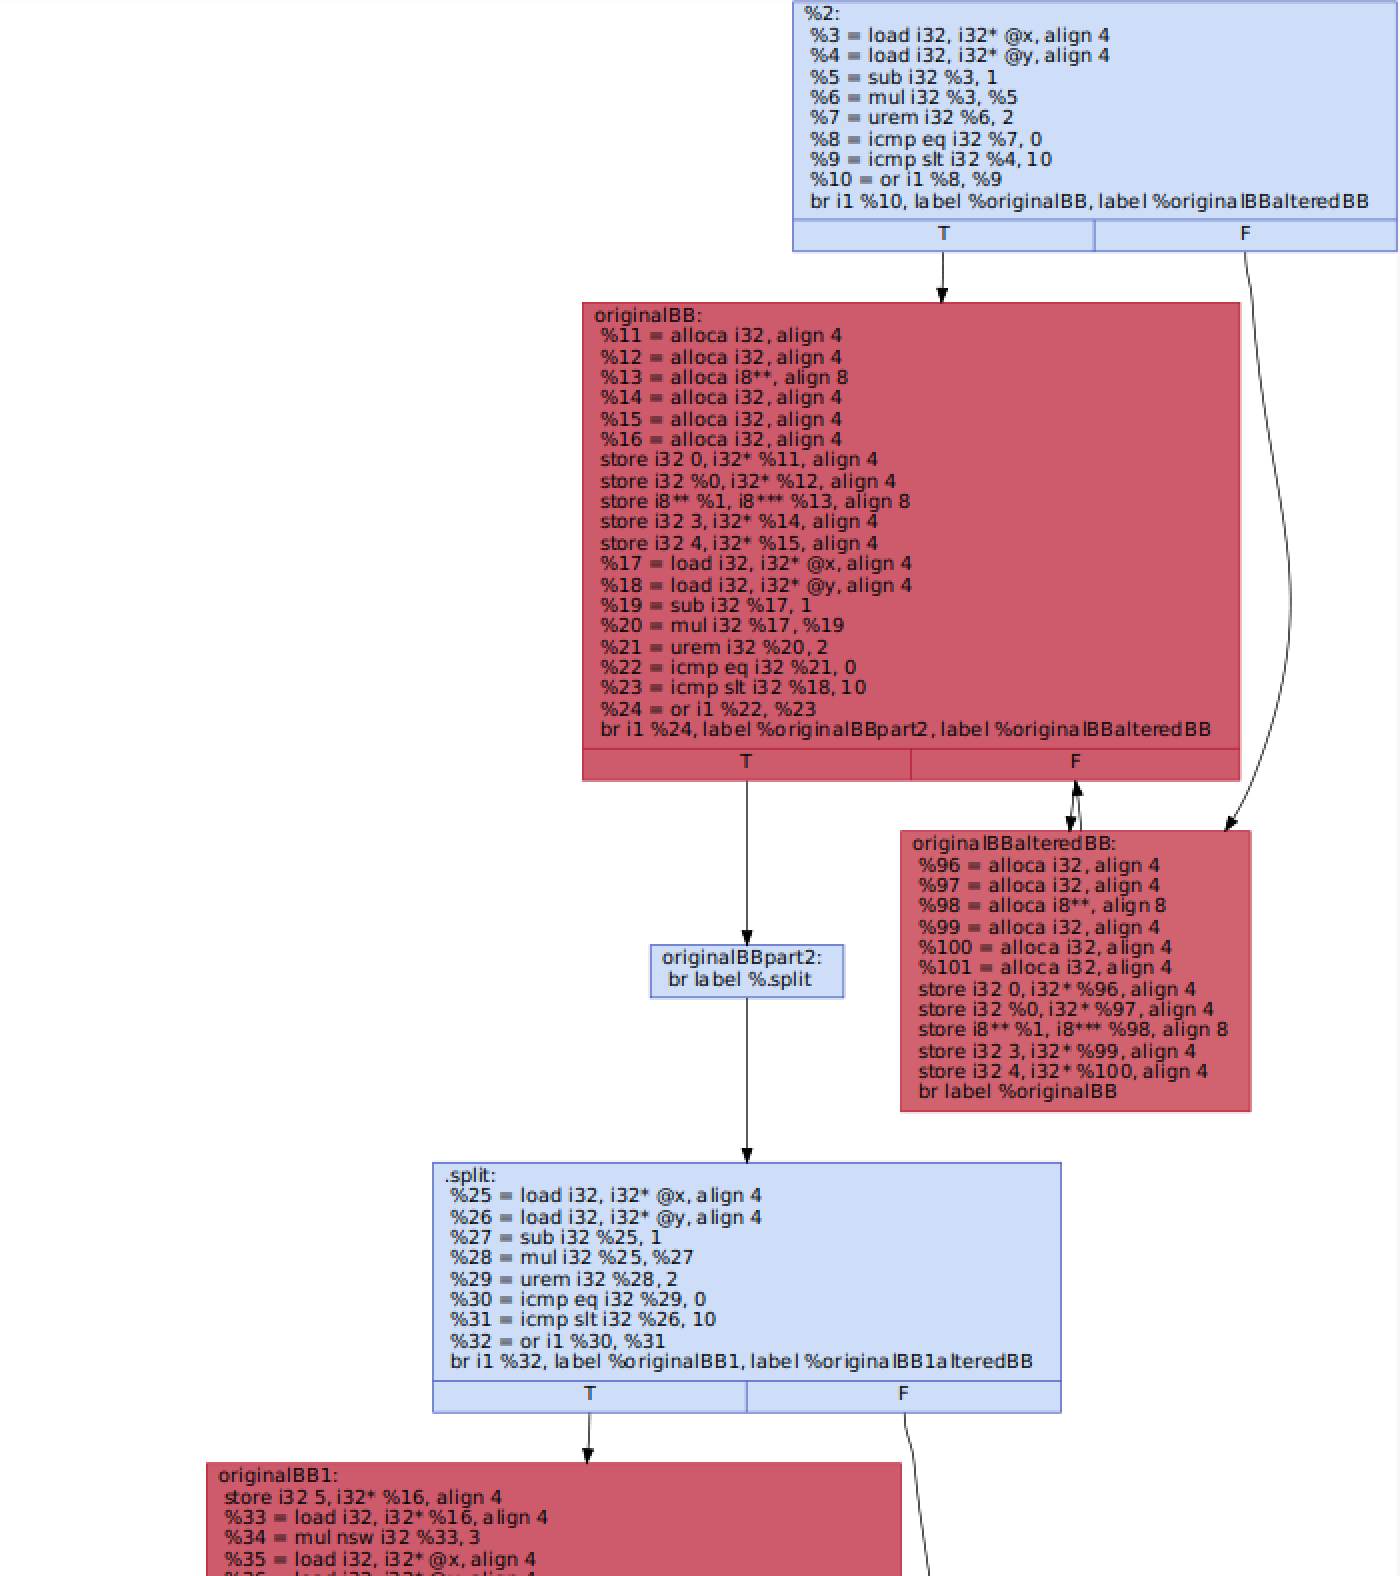 %2:
%3 = load i32, i32* @x, align 4
%4 = load i32, i32* @y, align 4
%5 = sub i32 %3, 1
%6 = mul i32 %3, %5
%7 = urem i32 %6, 2
%8 = icmp eq i32 %7, 0
%9 = icmp slt i32 %4, 10
%10 = or i1 %8, %9
br i1 %10, label %originalBB, label %originalBBalteredBB
T F
originalBB:
%11 = alloca i32, align 4
%12 = alloca i32, align 4
%13 = alloca i8**, align 8
%14 = alloca i32, align 4
%15 = alloca i32, align 4
%16 = alloca i32, align 4
store i32 0, i32* %11, align 4
store i32 %0, i32* %12, align 4
store i8** %1, i8*** %13, align 8
store i32 3, i32* %14, align 4
store i32 4, i32* %15, align 4
%17 = load i32, i32* @x, align 4
%18 = load i32, i32* @y, align 4
%19 = sub i32 %17, 1
%20 = mul i32 %17, %19
%21 = urem i32 %20, 2
%22 = icmp eq i32 %21, 0
%23 = icmp slt i32 %18, 10
%24 = or i1 %22, %23
br i1 %24, label %originalBBpart2, label %originalBBalteredBB
T F
originalBBalteredBB:
%96 = alloca i32, align 4
%97 = alloca i32, align 4
%98 = alloca i8**, align 8
%99 = alloca i32, align 4
%100 = alloca i32, align 4
%101 = alloca i32, align 4
store i32 0, i32* %96, align 4
store i32 %0, i32* %97, align 4
store i8** %1, i8*** %98, align 8
store i32 3, i32* %99, align 4
store i32 4, i32* %100, align 4
br label %originalBB
originalBBpart2:
br label %.split
.split:
%25 = load i32, i32* @x, align 4
%26 = load i32, i32* @y, align 4
%27 = sub i32 %25, 1
%28 = mul i32 %25, %27
%29 = urem i32 %28, 2
%30 = icmp eq i32 %29, 0
%31 = icmp slt i32 %26, 10
%32 = or i1 %30, %31
br i1 %32, label %originalBB1, label %originalBB1alteredBB
T F
originalBB1:
store i32 5, i32* %16, align 4
%33 = load i32, i32* %16, align 4
%34 = mul nsw i32 %33, 3
%35 = load i32, i32* @x, align 4